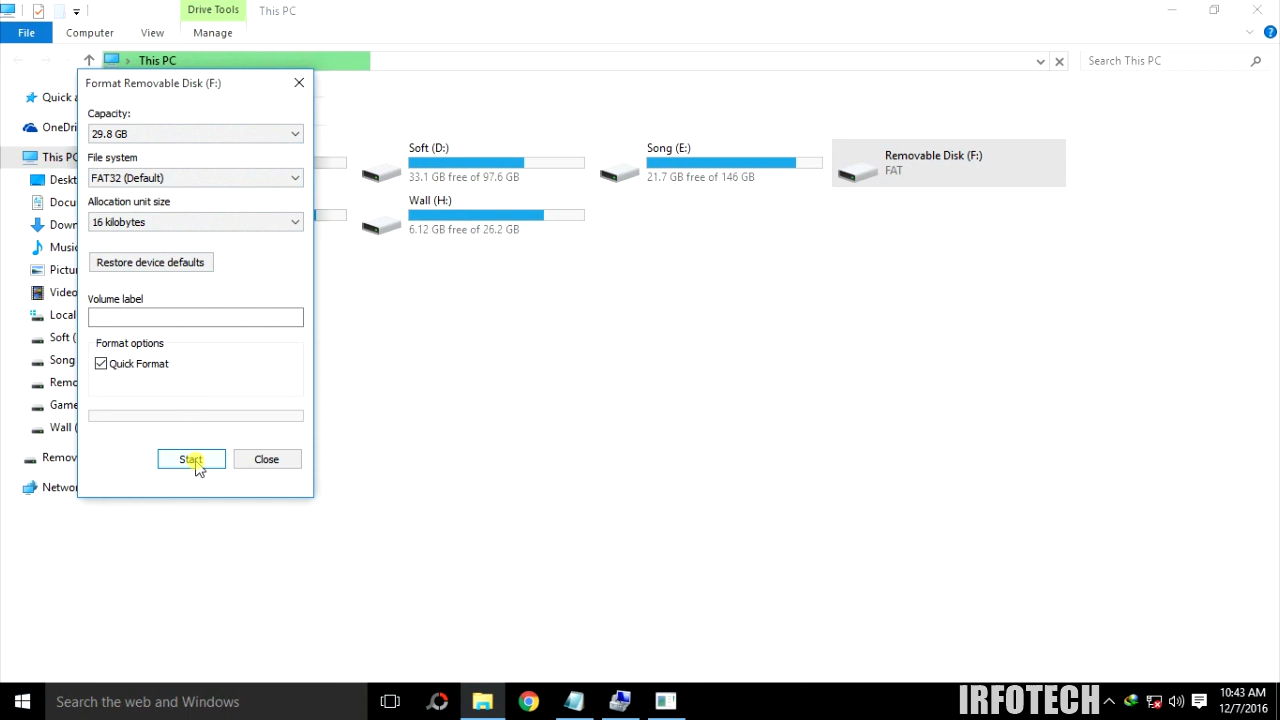 Drive Tools
This PC
File
Computer
View
Manage
This PC
Search This PC
Format Removable Disk (F:)
Capacity:
29.8 GB
File system
FAT32 (Default)
Allocation unit size
16 kilobytes
Restore device defaults
Volume label
Format options
Quick Format
Start
Close
Quick a
OneDri
This PC
Deskt
Docu
Down
Music
Pictur
Video
Local
Soft (
Song
Remo
Game
Wall (
Remov
Netwo
Soft (D:)
33.1 GB free of 97.6 GB
Song (E:)
21.7 GB free of 146 GB
Removable Disk (F:)
FAT
Wall (H:)
6.12 GB free of 26.2 GB
Search the web and Windows
IRFOTECH
10:43 AM
12/7/2016